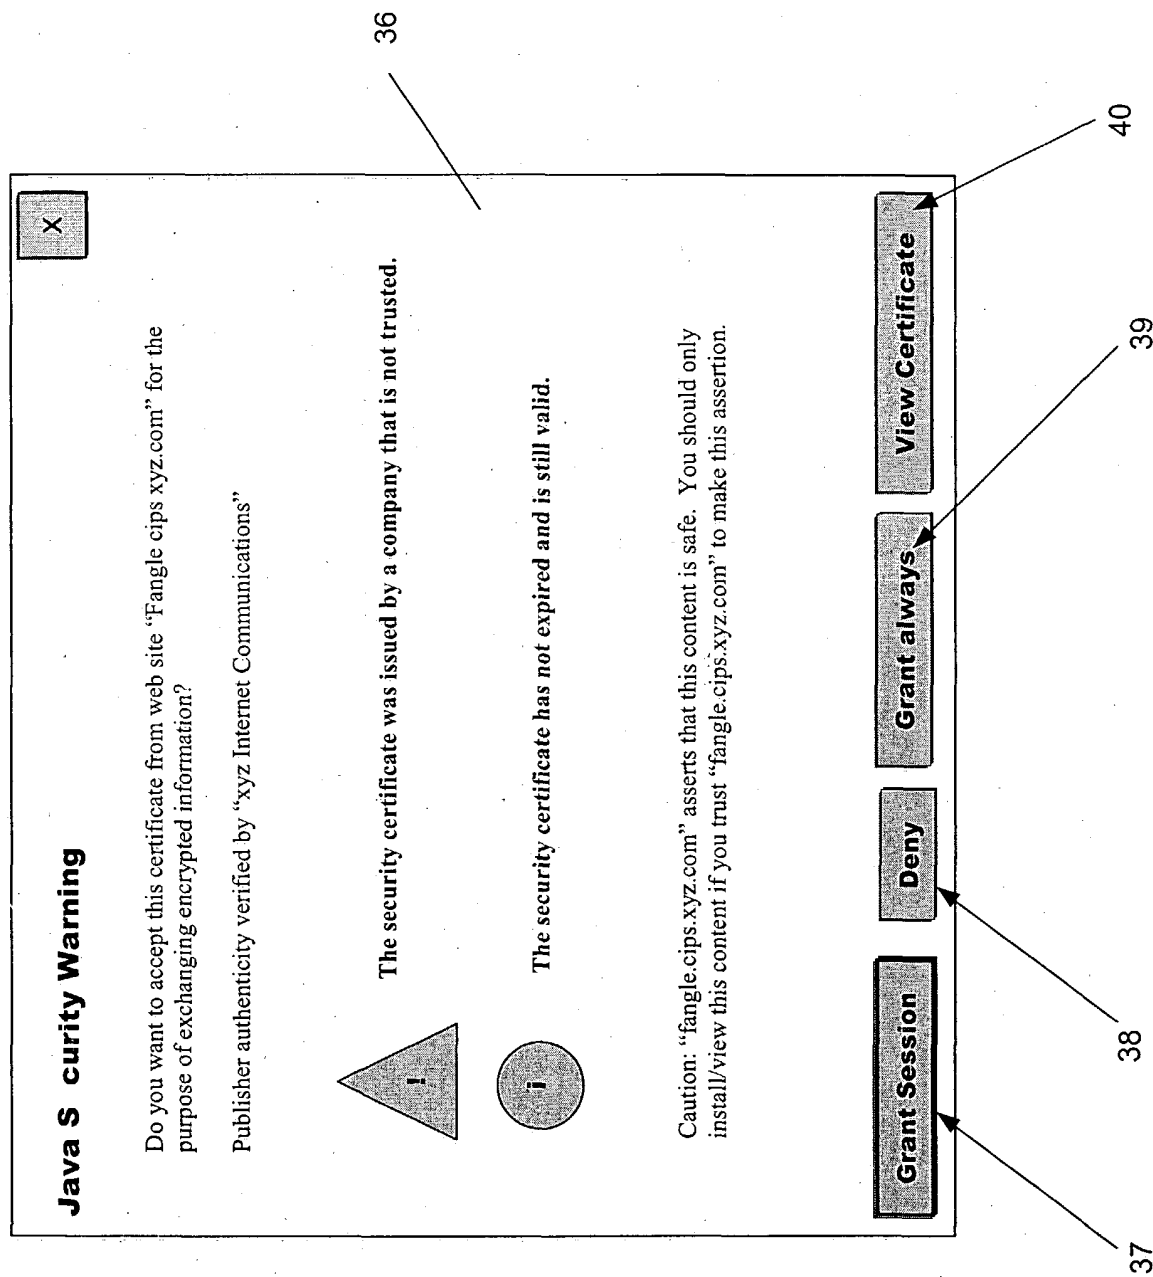 36
X
Java S curity Warning
Do you want to accept this certificate from web site “Fangle cips xyz.com” for the
purpose of exchanging encrypted information?
Publisher authenticity verified by “xyz Internet Communications”
!
The security certificate was issued by a company that is not trusted.
i
The security certificate has not expired and is still valid.
Caution: “fangle.cips.xyz.com” asserts that this content is safe. You should only
install/view this content if you trust “fangle.cips.xyz.com” to make this assertion.
Grant Session
Deny
Grant always
View Certificate
37
38
39
40